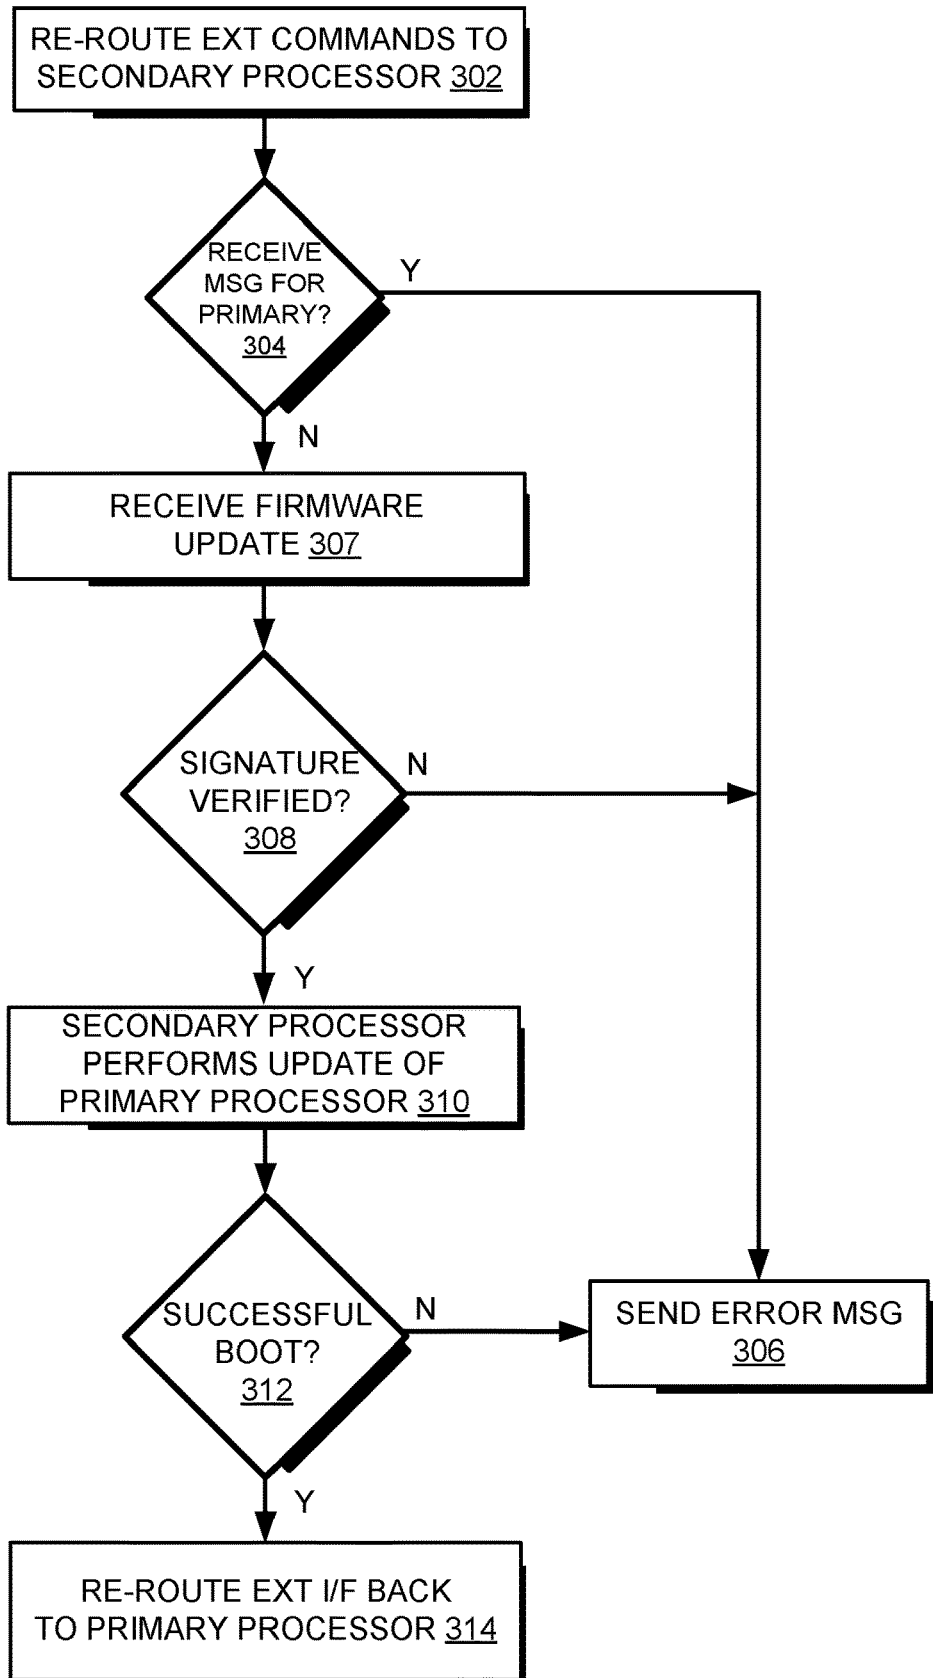 RE-ROUTE EXT COMMANDS TO
SECONDARY PROCESSOR 302
RECEIVE
MSG FOR
PRIMARY?
304
Y
N
RECEIVE FIRMWARE
UPDATE 307
SIGNATURE
VERIFIED?
308
N
Y
SECONDARY PROCESSOR
PERFORMS UPDATE OF
PRIMARY PROCESSOR 310
SUCCESSFUL
BOOT?
312
N
SEND ERROR MSG
306
Y
RE-ROUTE EXT I/F BACK
TO PRIMARY PROCESSOR 314